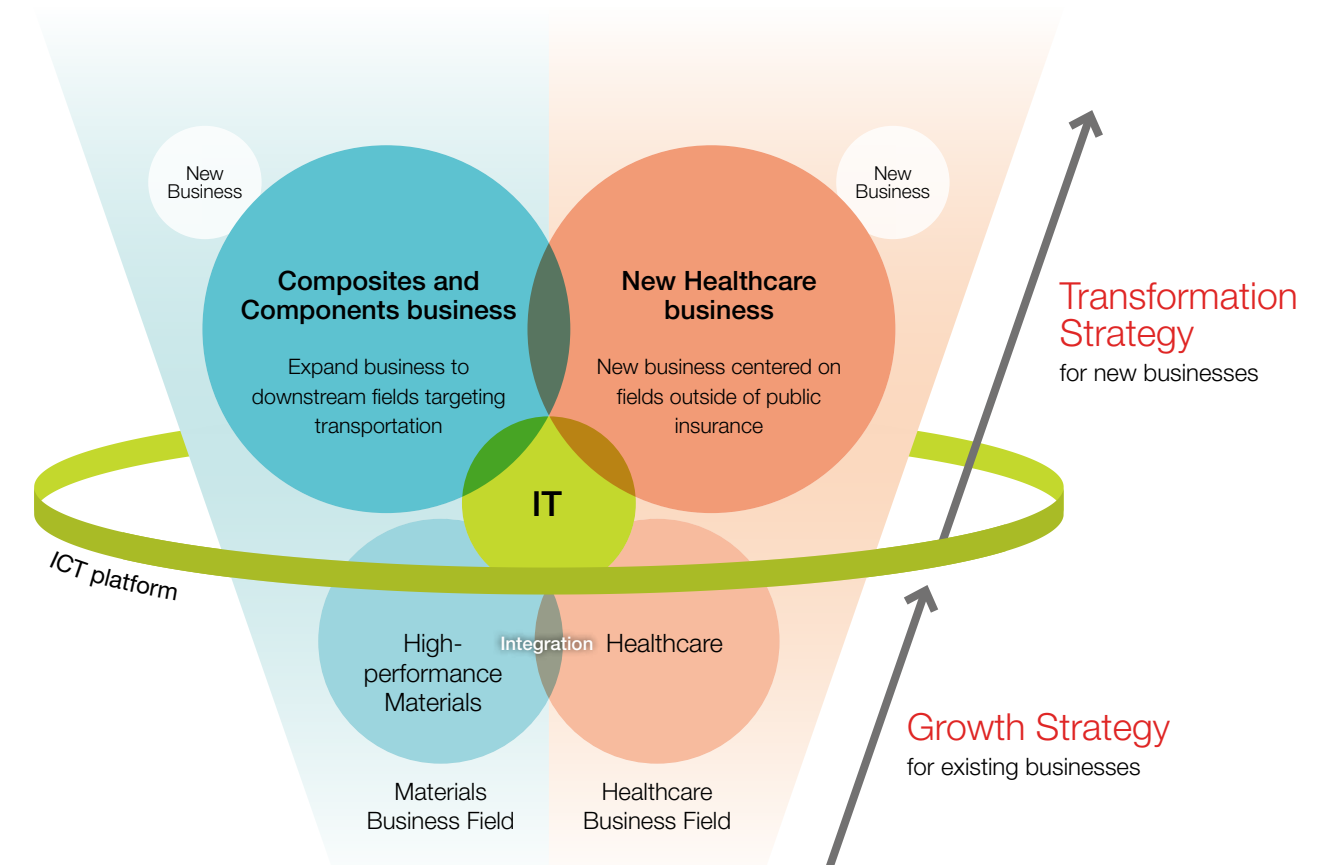 New
Business
New
Business
Composites and
Components business
Expand business to
downstream fields targeting
transportation
New Healthcare
business
New business centered on
fields outside of public
insurance
Transformation
Strategy
for new businesses
IT
ICT platform
High-
performance
Materials
Integration
Healthcare
Growth Strategy
for existing businesses
Materials
Business Field
Healthcare
Business Field